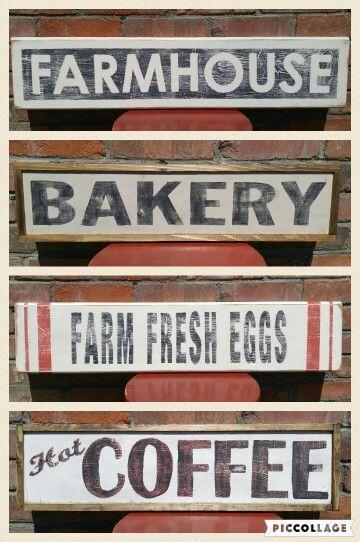 FARMHOUSE
BAKERY
FARM FRESH EGGS
Hot COFFEE
PICCOLLAGE